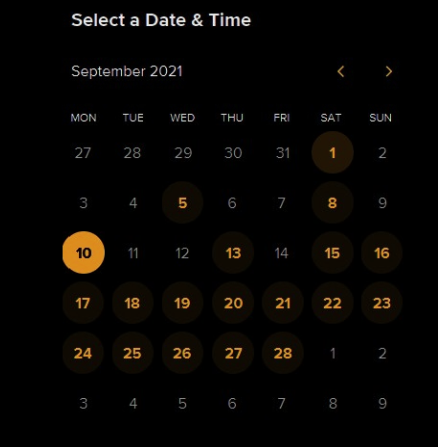 Select a Date & Time
September 2021 < >
MON TUE WED THU FRI SAT SUN
27 28 29 30 31 1 2
3 4 5 6 7 8 9
10 11 12 13 14 15 16
17 18 19 20 21 22 23
24 25 26 27 28 1 2
3 4 5 6 7 8 9